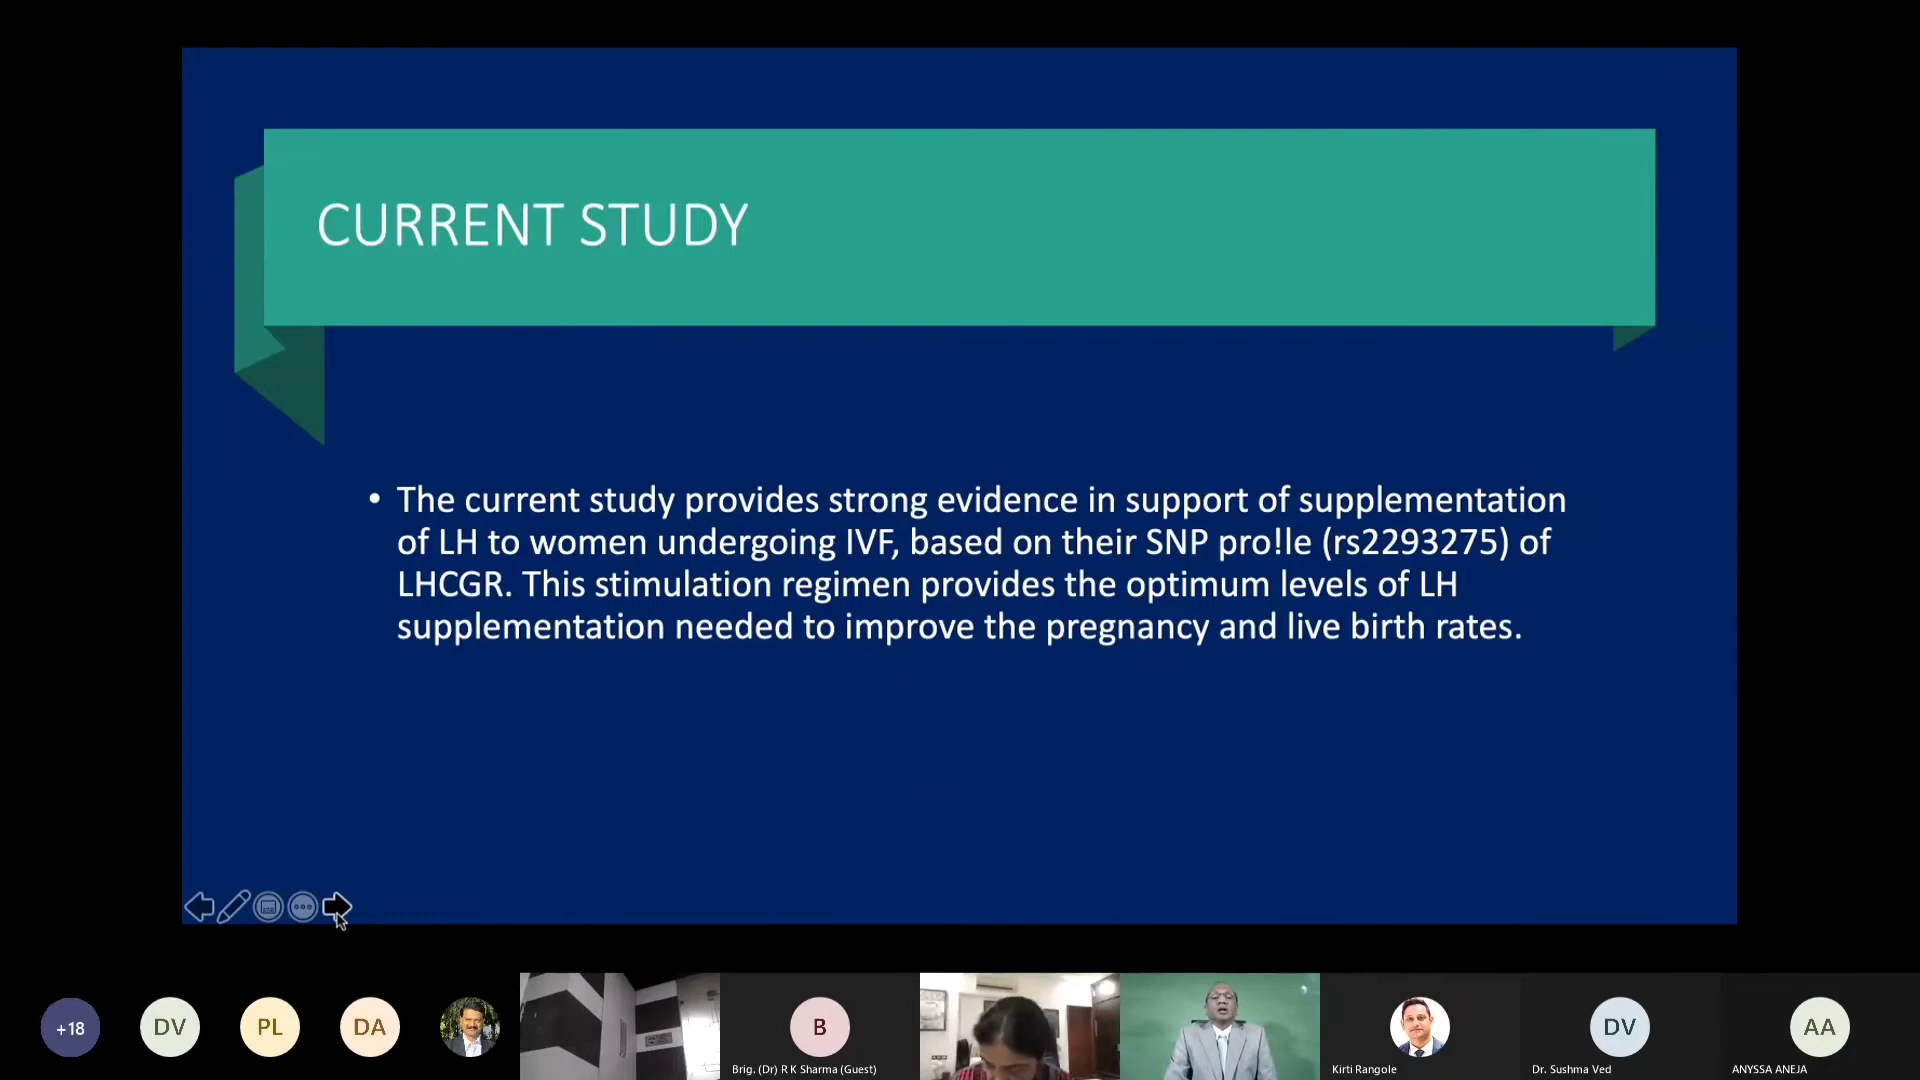 CURRENT STUDY
• The current study provides strong evidence in support of supplementation
of LH to women undergoing IVF, based on their SNP pro!le (rs2293275) of
LHCGR. This stimulation regimen provides the optimum levels of LH
supplementation needed to improve the pregnancy and live birth rates.
+18
DV
PL
DA
B
Brig. (Dr) R K Sharma (Guest)
Kirti Rangole
DV
Dr. Sushma Ved
AA
ANYSSA ANEJA